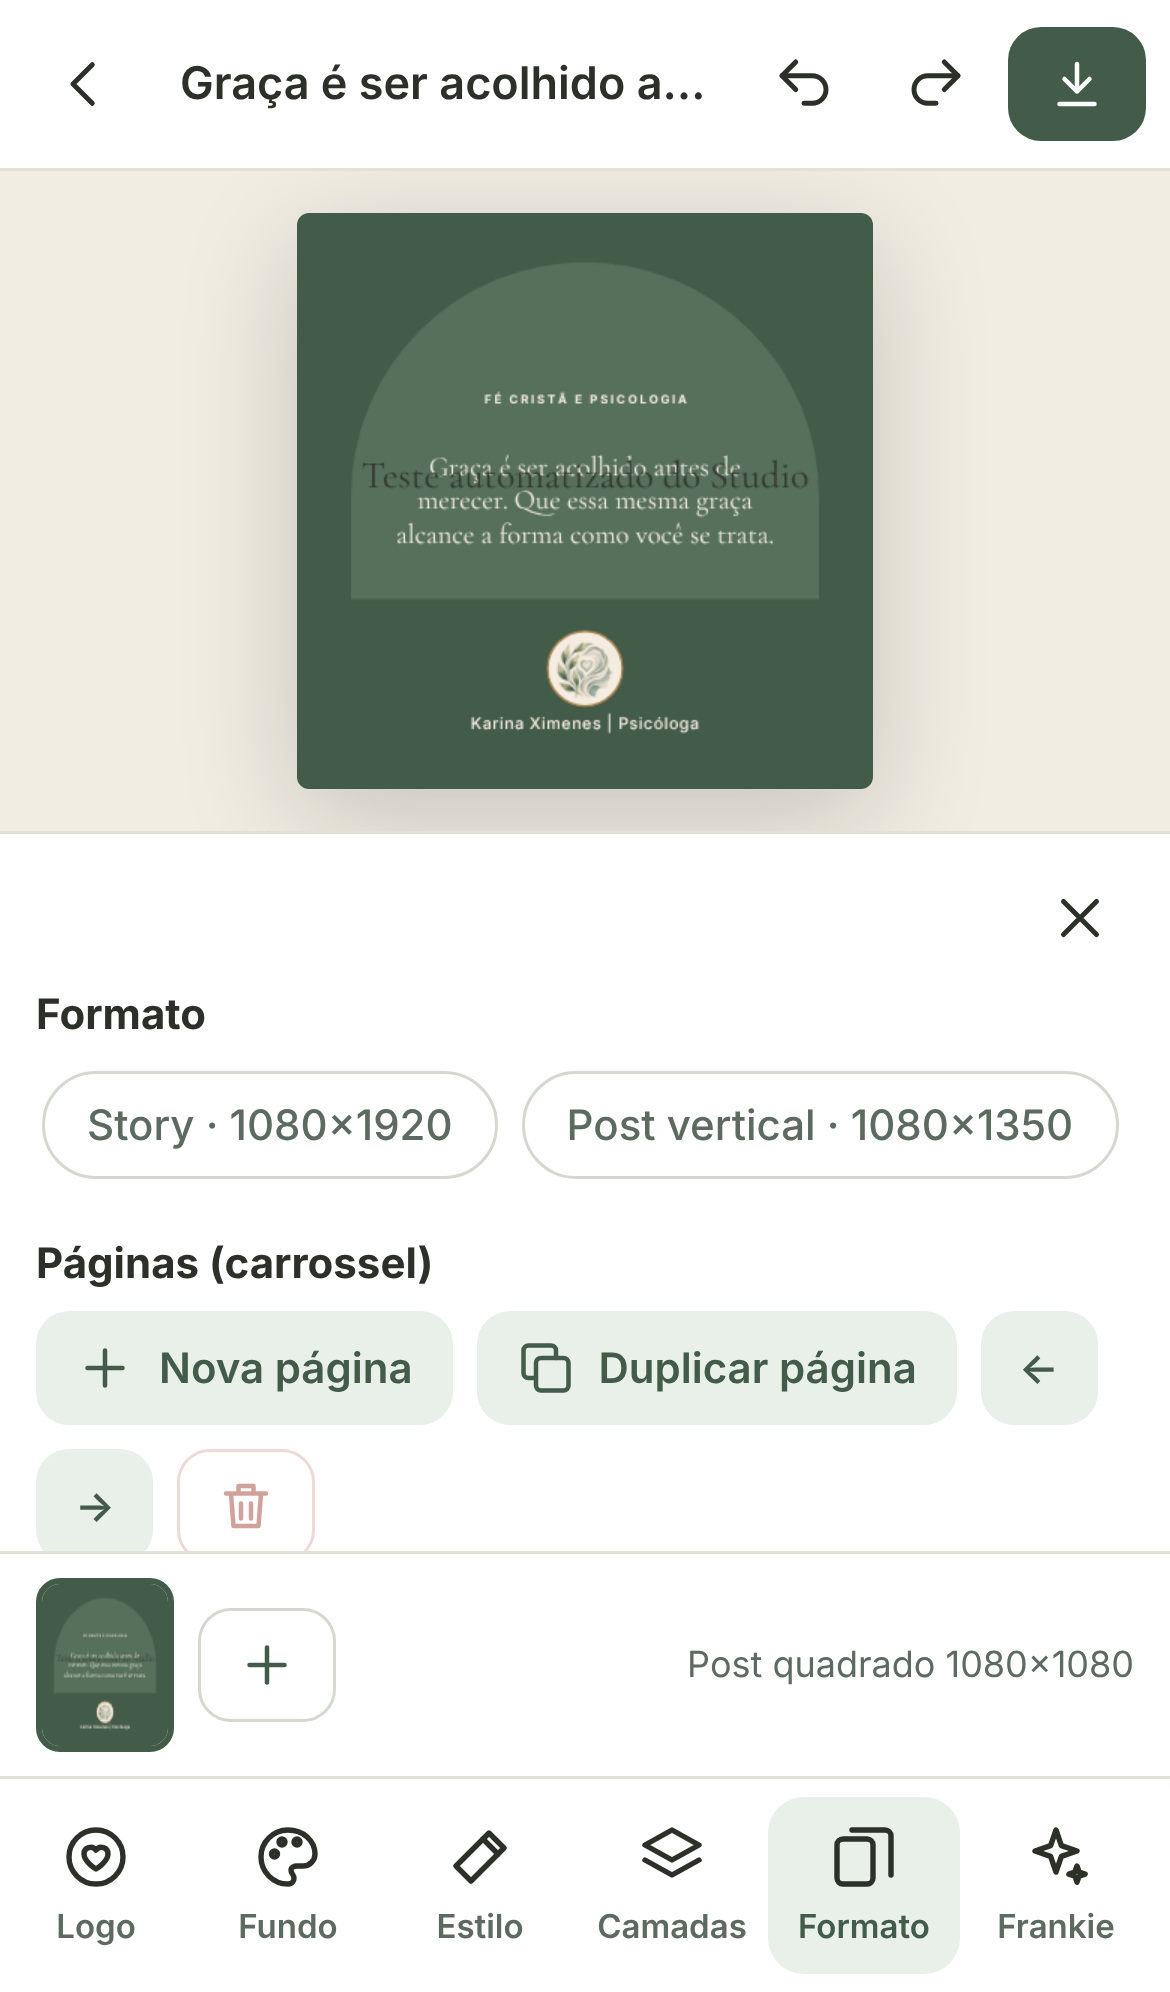 Graça é ser acolhido a...
FÉ CRISTÃ E PSICOLOGIA
Graça é ser acolhido antes de
Teste automatizado do Studio
merecer. Que essa mesma graça
alcance a forma como você se trata.
Karina Ximenes | Psicóloga
Formato
Story · 1080×1920
Post vertical · 1080×1350
Páginas (carrossel)
Nova página
Duplicar página
Post quadrado 1080×1080
Logo
Fundo
Estilo
Camadas
Formato
Frankie